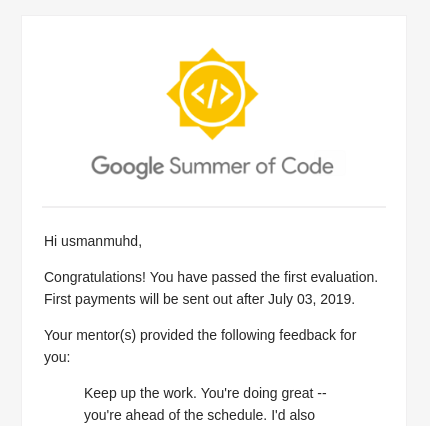 </>
Google Summer of Code
Hi usmanmuhd,
Congratulations! You have passed the first evaluation.
First payments will be sent out after July 03, 2019.
Your mentor(s) provided the following feedback for
you:
Keep up the work. You're doing great --
you're ahead of the schedule. I'd also